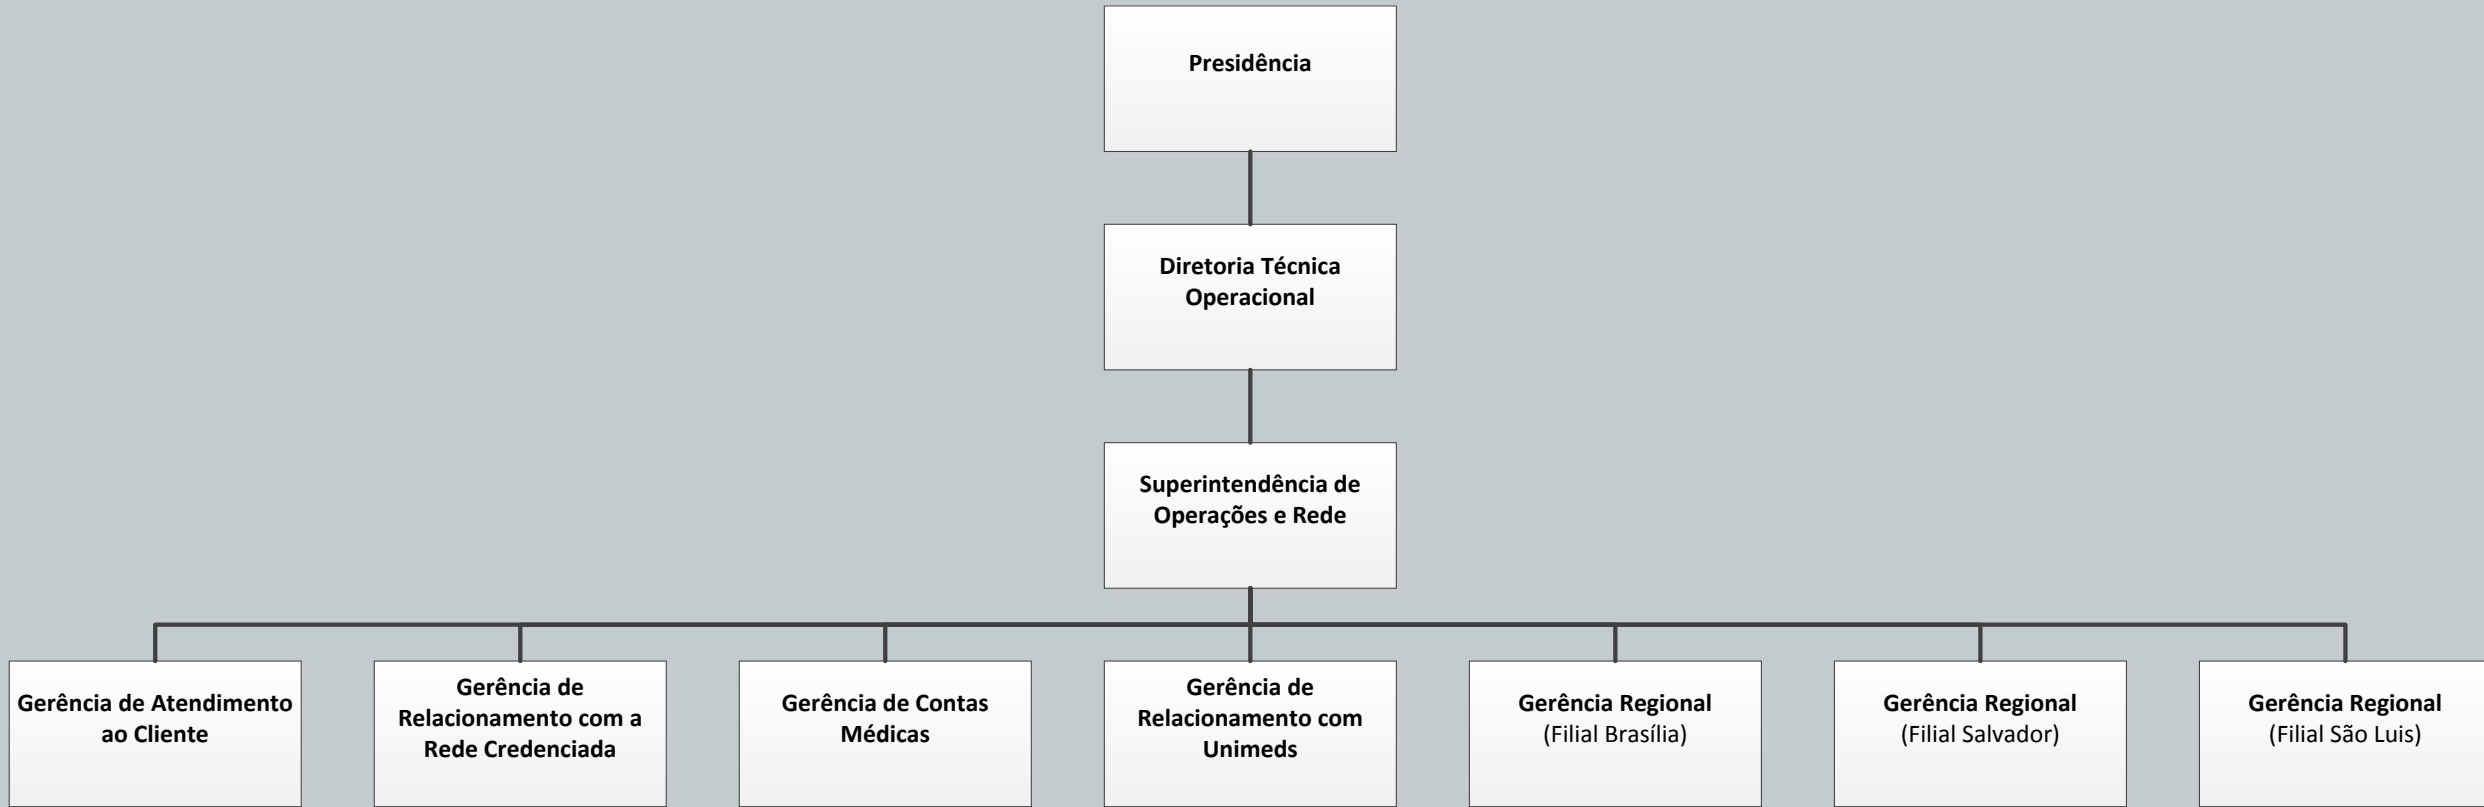 Presidência
Diretoria Técnica
Operacional
Superintendência de
Operações e Rede
Gerência de Atendimento
ao Cliente
Gerência de
Relacionamento com a
Rede Credenciada
Gerência de Contas
Médicas
Gerência de
Relacionamento com
Unimeds
Gerência Regional
(Filial Brasília)
Gerência Regional
(Filial Salvador)
Gerência Regional
(Filial São Luis)